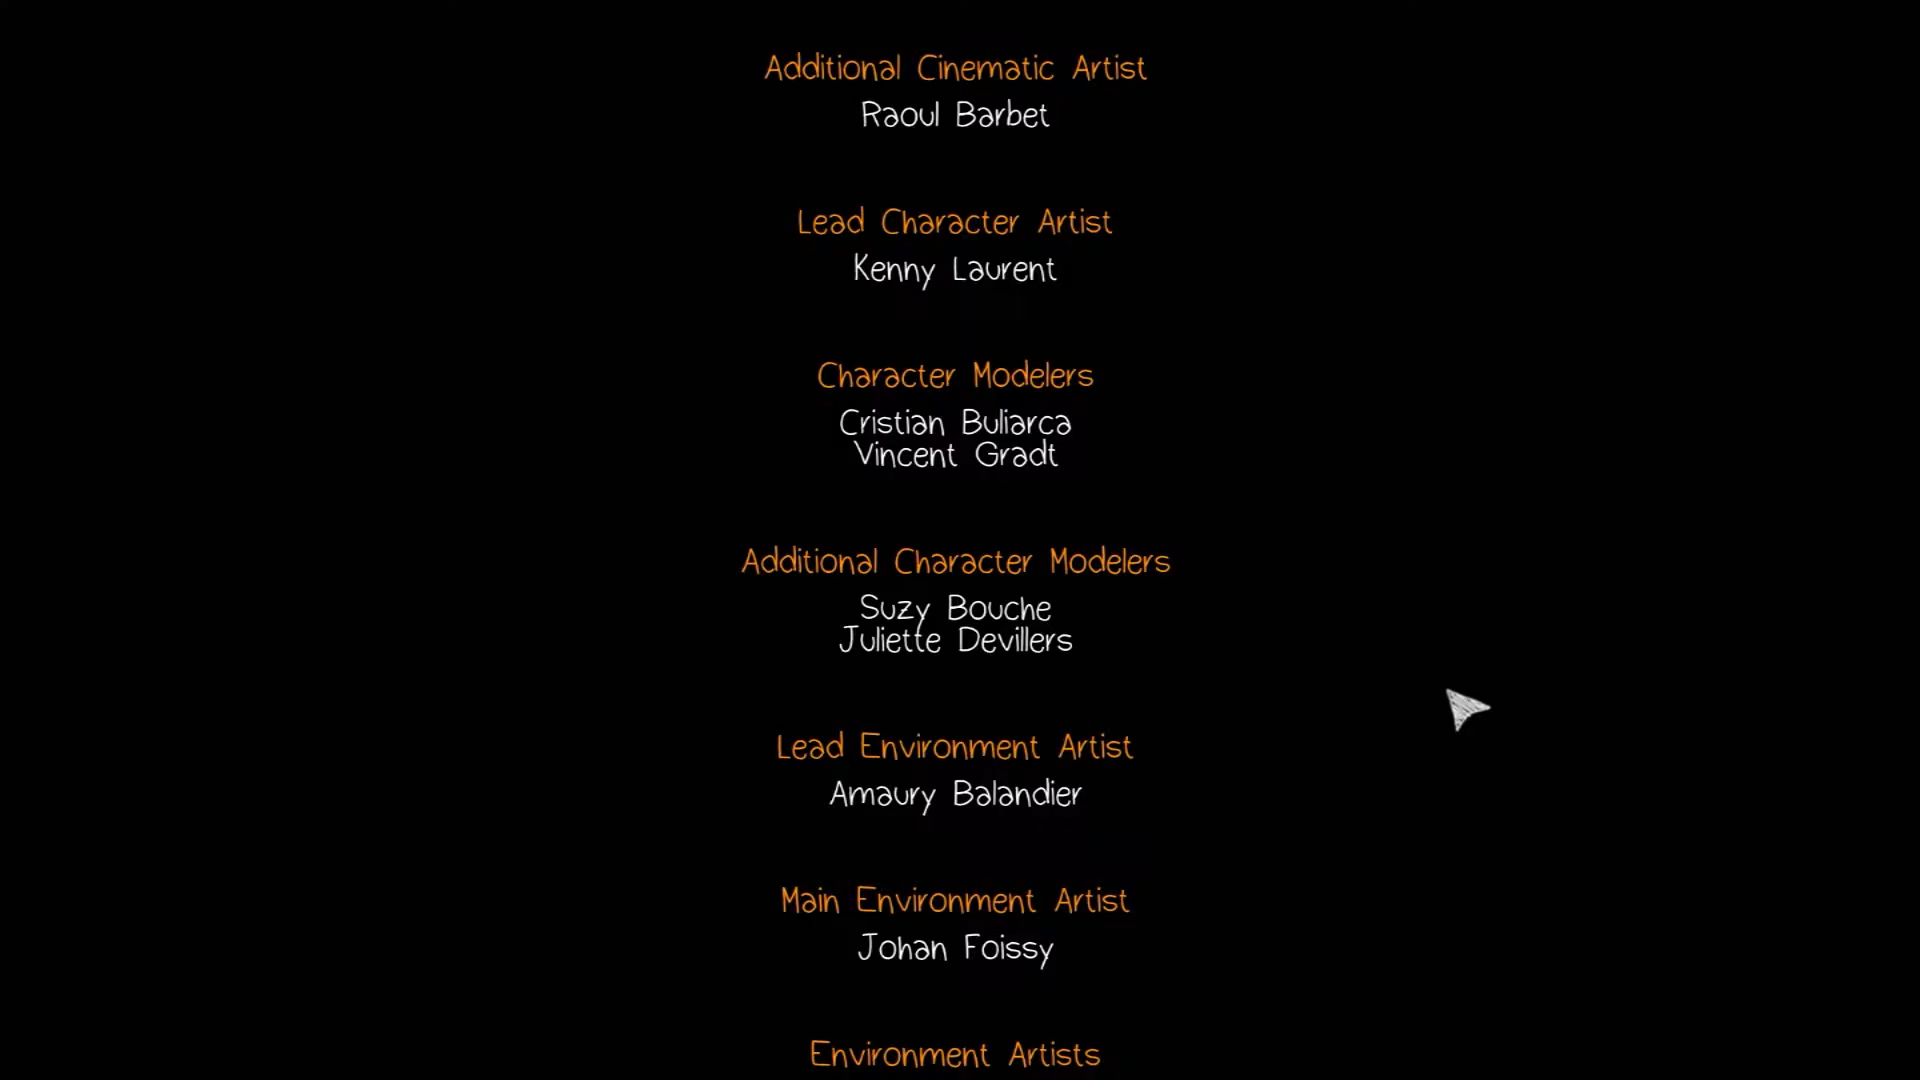 Additional Cinematic Artist
Raoul Barbet
Lead Character Artist
Kenny Laurent
Character Modelers
Cristian Buliarca
Vincent Gradt
Additional Character Modelers
Suzy Bouche
Juliette Devillers
Lead Environment Artist
Amaury Balandier
Main Environment Artist
Johan Foissy
Environment Artists